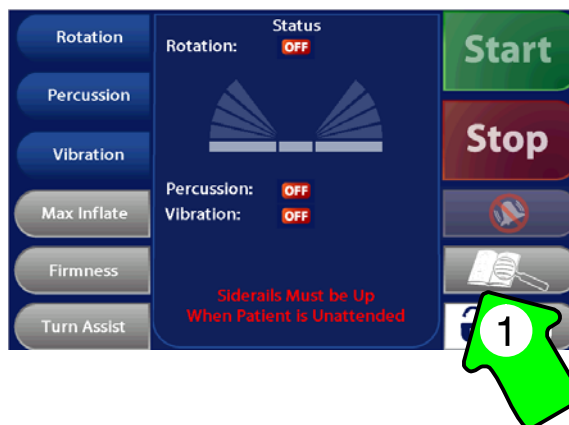 Rotation
Percussion
Vibration
Max Inflate
Firmness
Turn Assist
Status
Rotation: OFF
Percussion: OFF
Vibration: OFF
Siderails Must be Up
When Patient is Unattended
Start
Stop
1